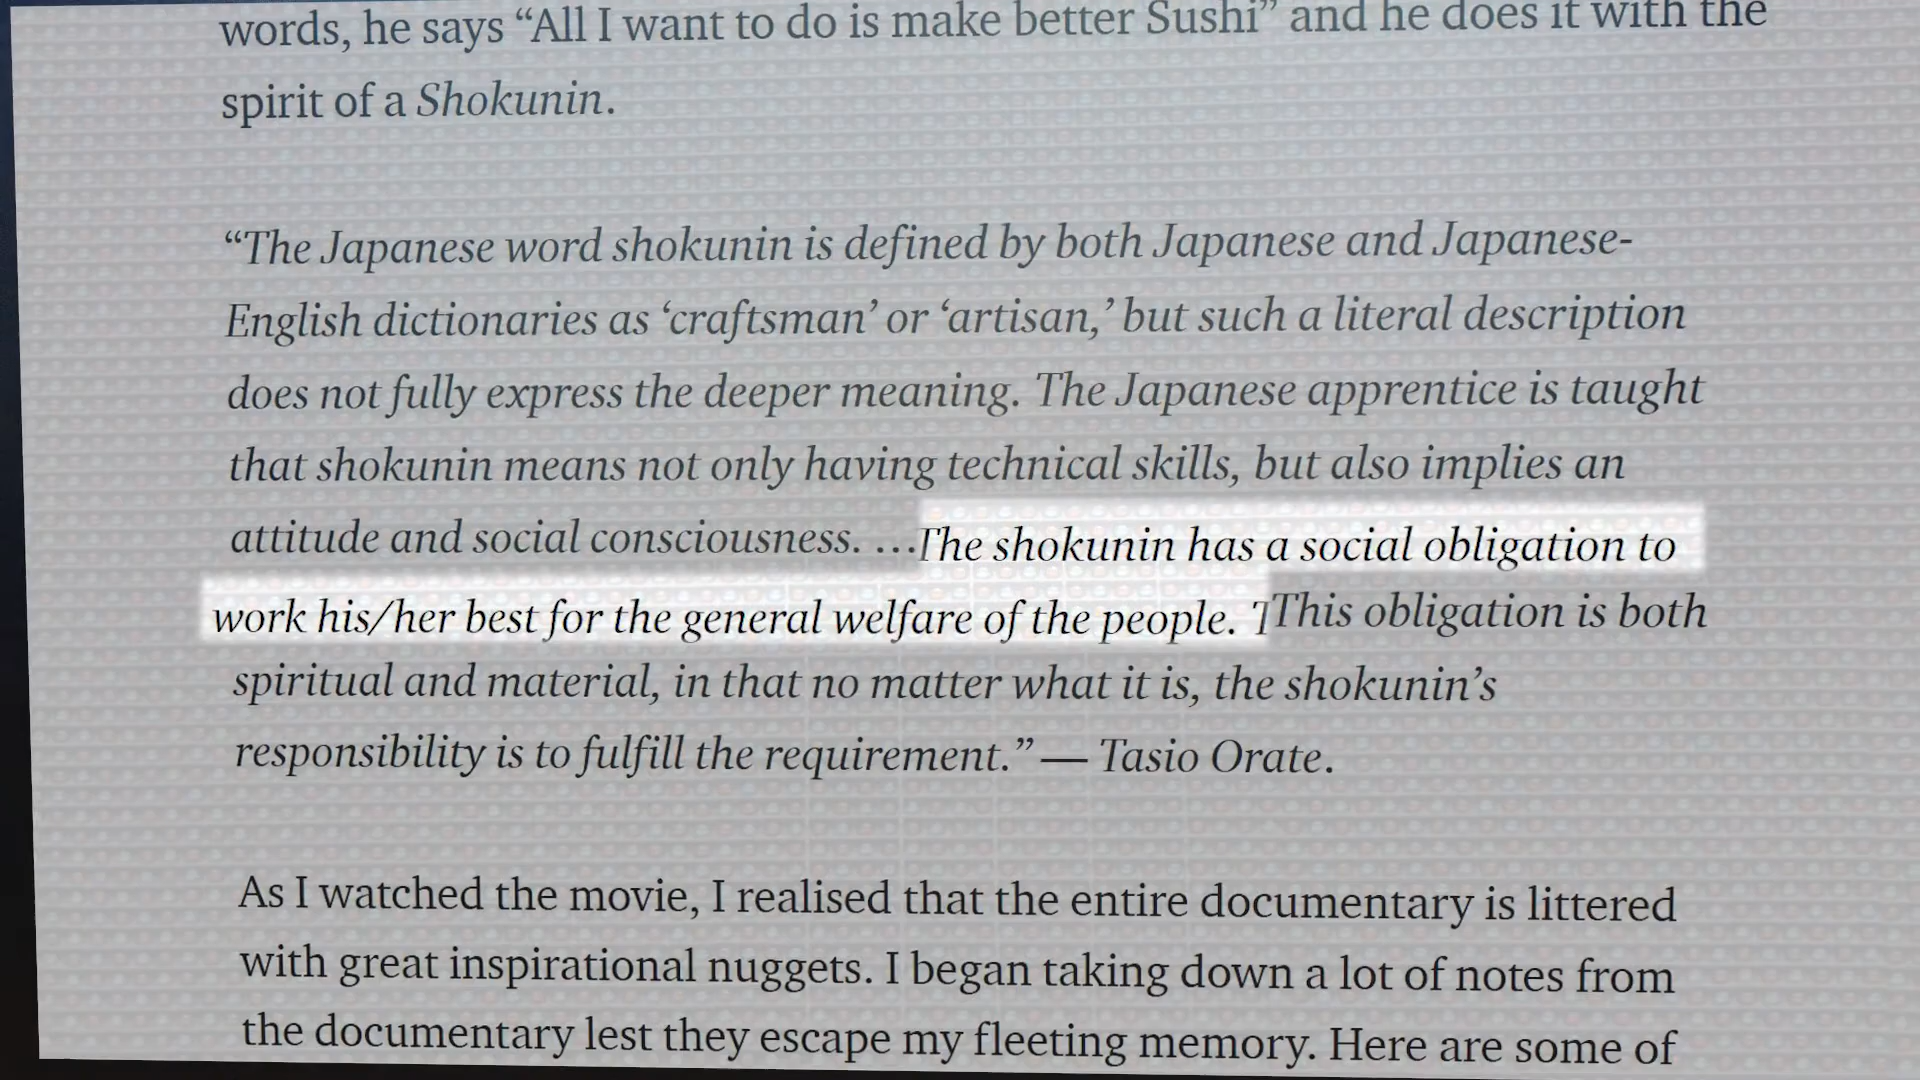 words, he says “All I want to do is make better Sushi” and he does it with the
spirit of a Shokunin.
“The Japanese word shokunin is defined by both Japanese and Japanese-
English dictionaries as ‘craftsman’ or ‘artisan,’ but such a literal description
does not fully express the deeper meaning. The Japanese apprentice is taught
that shokunin means not only having technical skills, but also implies an
attitude and social consciousness. …The shokunin has a social obligation to
work his/her best for the general welfare of the people. This obligation is both
spiritual and material, in that no matter what it is, the shokunin’s
responsibility is to fulfill the requirement.” — Tasio Orate.
As I watched the movie, I realised that the entire documentary is littered
with great inspirational nuggets. I began taking down a lot of notes from
the documentary lest they escape my fleeting memory. Here are some of